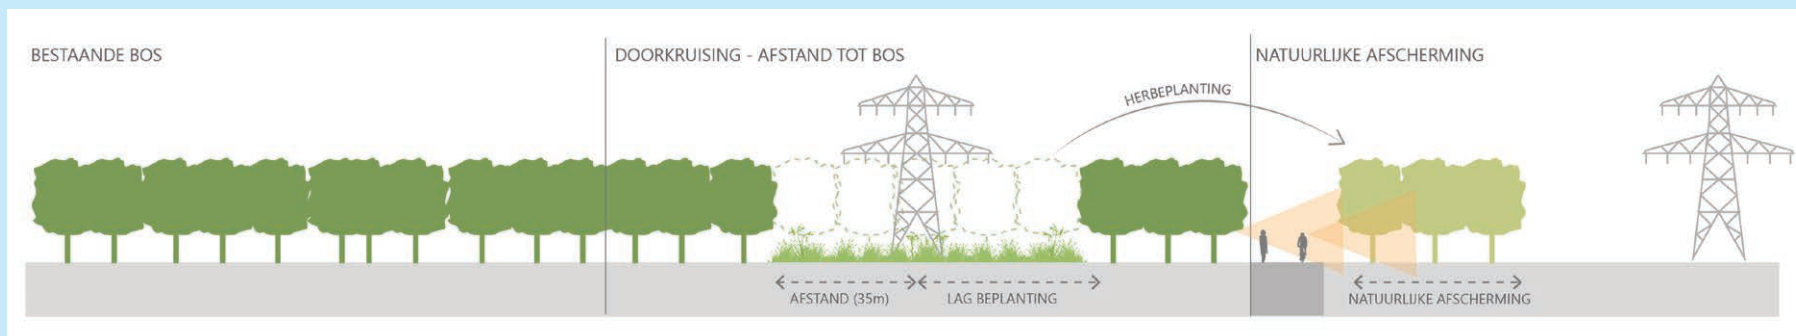 BESTAANDE BOS
DOORKRUISING - AFSTAND TOT BOS
NATUURLIJKE AFSCHERMING
HERBEPLANTING
AFSTAND (35m)
LAG BEPLANTING
NATUURLIJKE AFSCHERMING